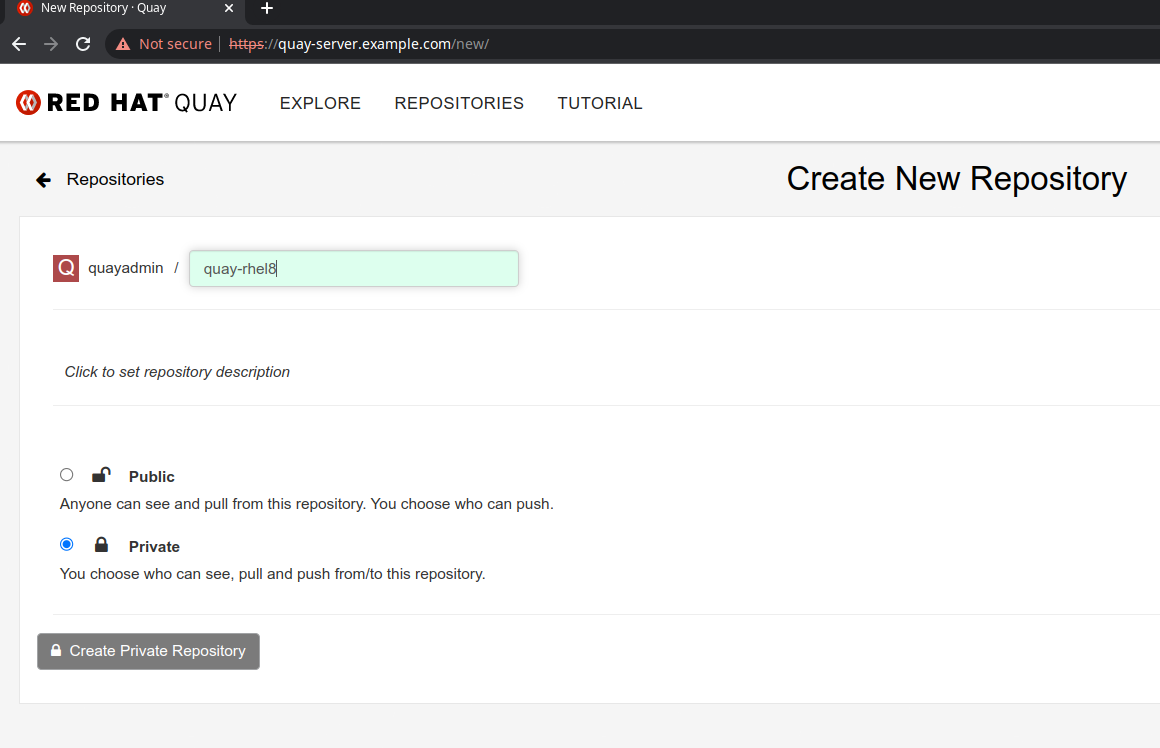 New Repository · Quay
Not secure | https://quay-server.example.com/new/
RED HAT® QUAY EXPLORE REPOSITORIES TUTORIAL
Repositories Create New Repository
Q quayadmin / quay-rhel8
Click to set repository description
Public
Anyone can see and pull from this repository. You choose who can push.
Private
You choose who can see, pull and push from/to this repository.
Create Private Repository